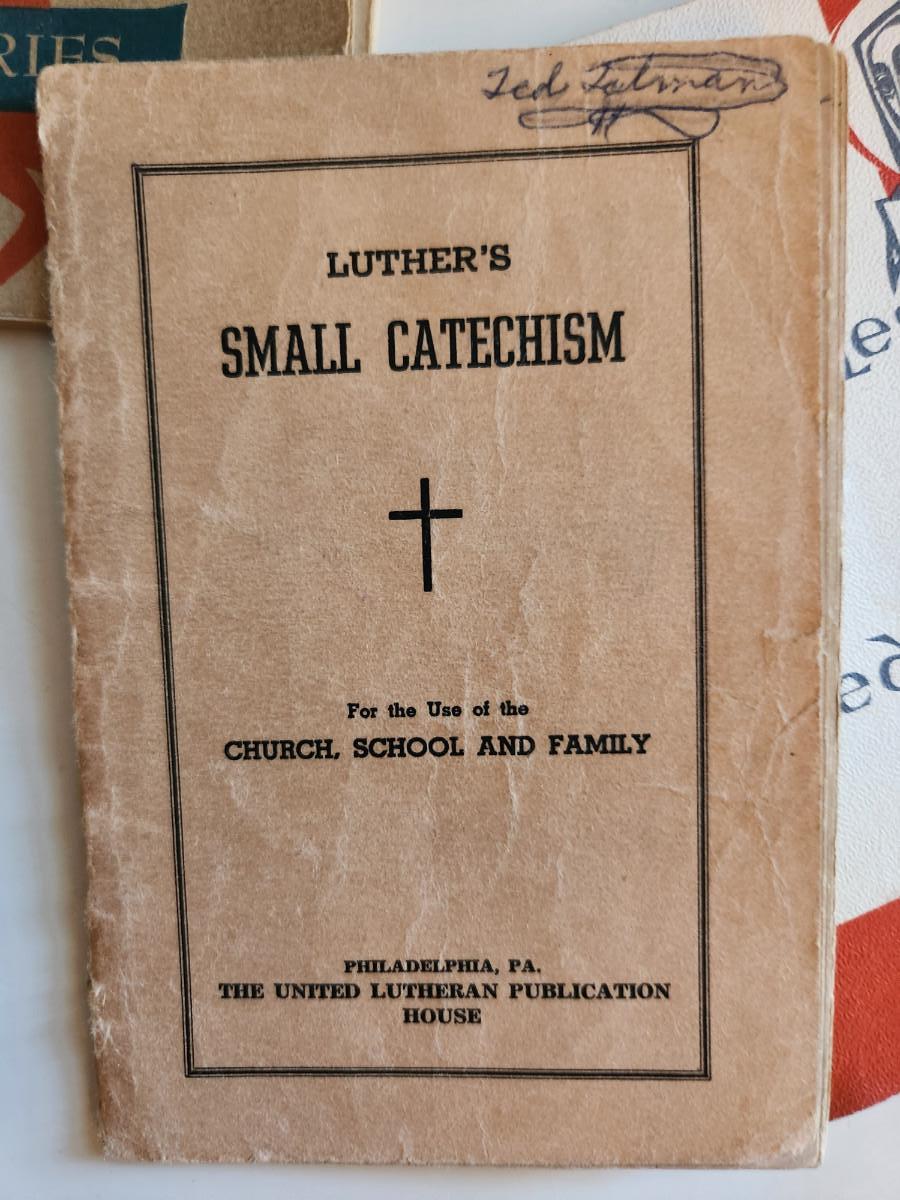 RIES
Ted Tatman
LUTHER'S
SMALL CATECHISM
For the Use of the
CHURCH, SCHOOL AND FAMILY
PHILADELPHIA, PA.
THE UNITED LUTHERAN PUBLICATION
HOUSE